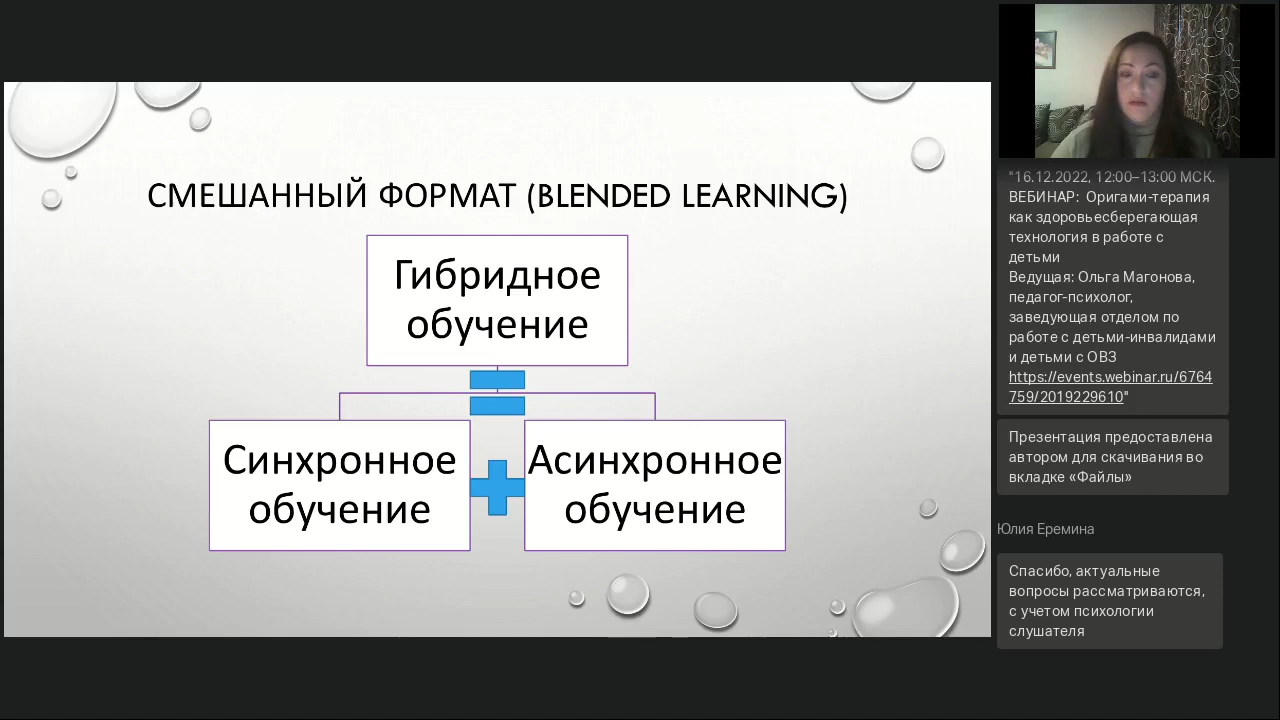 СМЕШАННЫЙ ФОРМАТ (BLENDED LEARNING)
Гибридное
обучение
Синхронное
обучение
Асинхронное
обучение
"16.12.2022, 12:00–13:00 МСК.
ВЕБИНАР:  Оригами-терапия
как здоровьесберегающая
технология в работе с
детьми
Ведущая: Ольга Магонова,
педагог-психолог,
заведующая отделом по
работе с детьми-инвалидами
и детьми с ОВЗ
https://events.webinar.ru/6764
759/2019229610"
Презентация предоставлена
автором для скачивания во
вкладке «Файлы»
Юлия Еремина
Спасибо, актуальные
вопросы рассматриваются,
с учетом психологии
слушателя